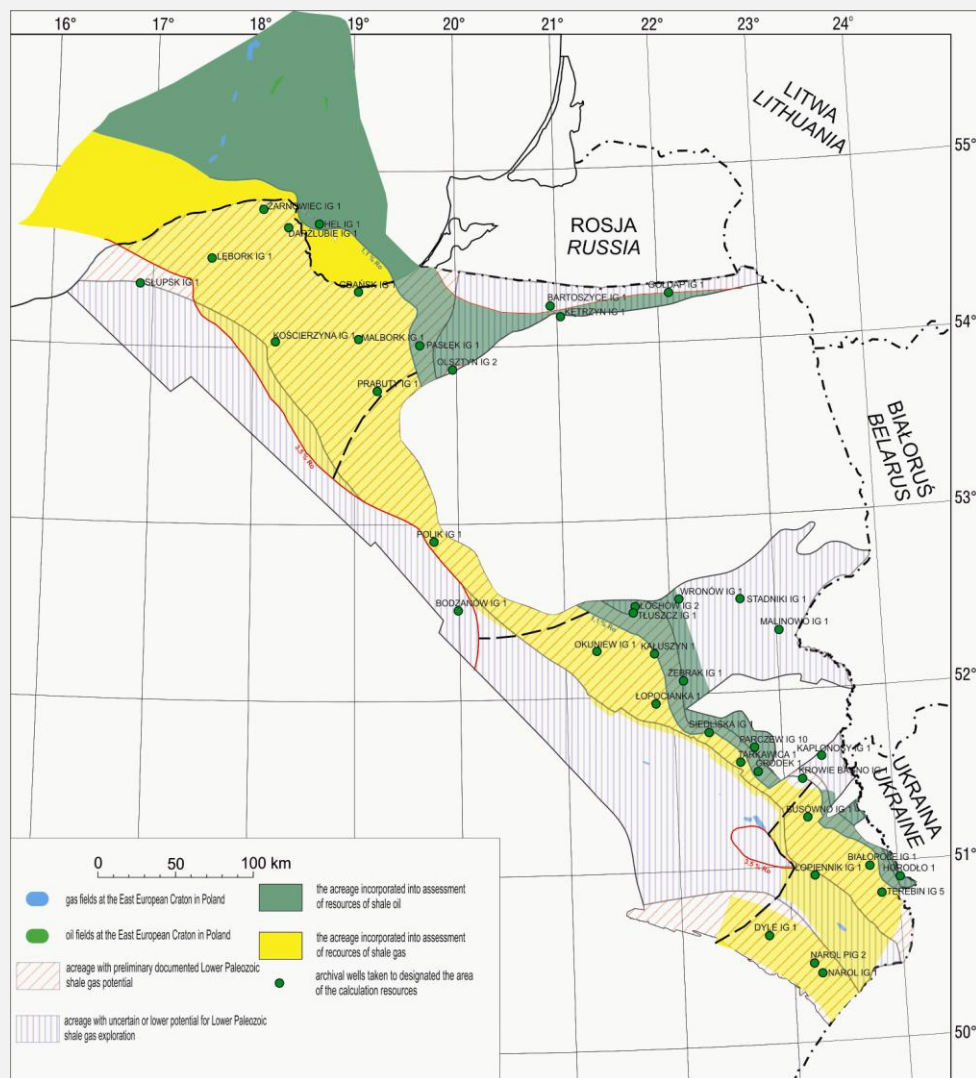 16° 17° 18° 19° 20° 21° 22° 23° 24°
LITWA
LITHUANIA
55°
ŻARNOWIEC IG 1
HEL IG 1
DARŻLUBIE IG 1
ROSJA
RUSSIA
1,1 % Ro
LĘBORK IG 1
SŁUPSK IG 1
GDAŃSK
GOŁDAP IG 1
BARTOSZYCE IG 1
KĘTRZYN IG 1
54°
KOŚCIERZYNA IG 1
MALBORK IG 1
PASŁĘK IG 1
OLSZTYN IG 2
PRABUTY IG 1
BIAŁORUŚ
BELARUS
3,5 % Ro
53°
POLIK IG 1
BODZANÓW IG 1
WRONÓW IG 1
STADNIKI IG 1
ŁOCHÓW IG 2
TŁUSZCZ IG 1
MALINOWO IG 1
1,1 % Ro
OKUNIEW IG 1
KAŁUSZYN 1
52°
ŻEBRAK IG 1
ŁOPOCIANKA 1
SIEDLISKA IG 1
PARCZEW IG 10
KAPLONOSY IG 1
TARKAWICA 1
GRODEK 1
KROWIE BAGNO IG 1
UKRAINA
UKRAINE
BUSÓWNO IG 1
51°
BIAŁOPOLE IG 1
ŁOPIENNIK IG 1
HORODŁO 1
TEREBIN IG 5
DYLE IG 1
NAROL PIG 2
NAROL IG 1
50°
0 50 100 km
gas fields at the East European Craton in Poland
oil fields at the East European Craton in Poland
acreage with preliminary documented Lower Paleozoic
shale gas potential
acreage with uncertain or lower potential for Lower Paleozoic
shale gas exploration
the acreage incorporated into assessment
of resources of shale oil
the acreage incorporated into assessment
of recources of shale gas
archival wells taken to designated the area
of the calculation resources